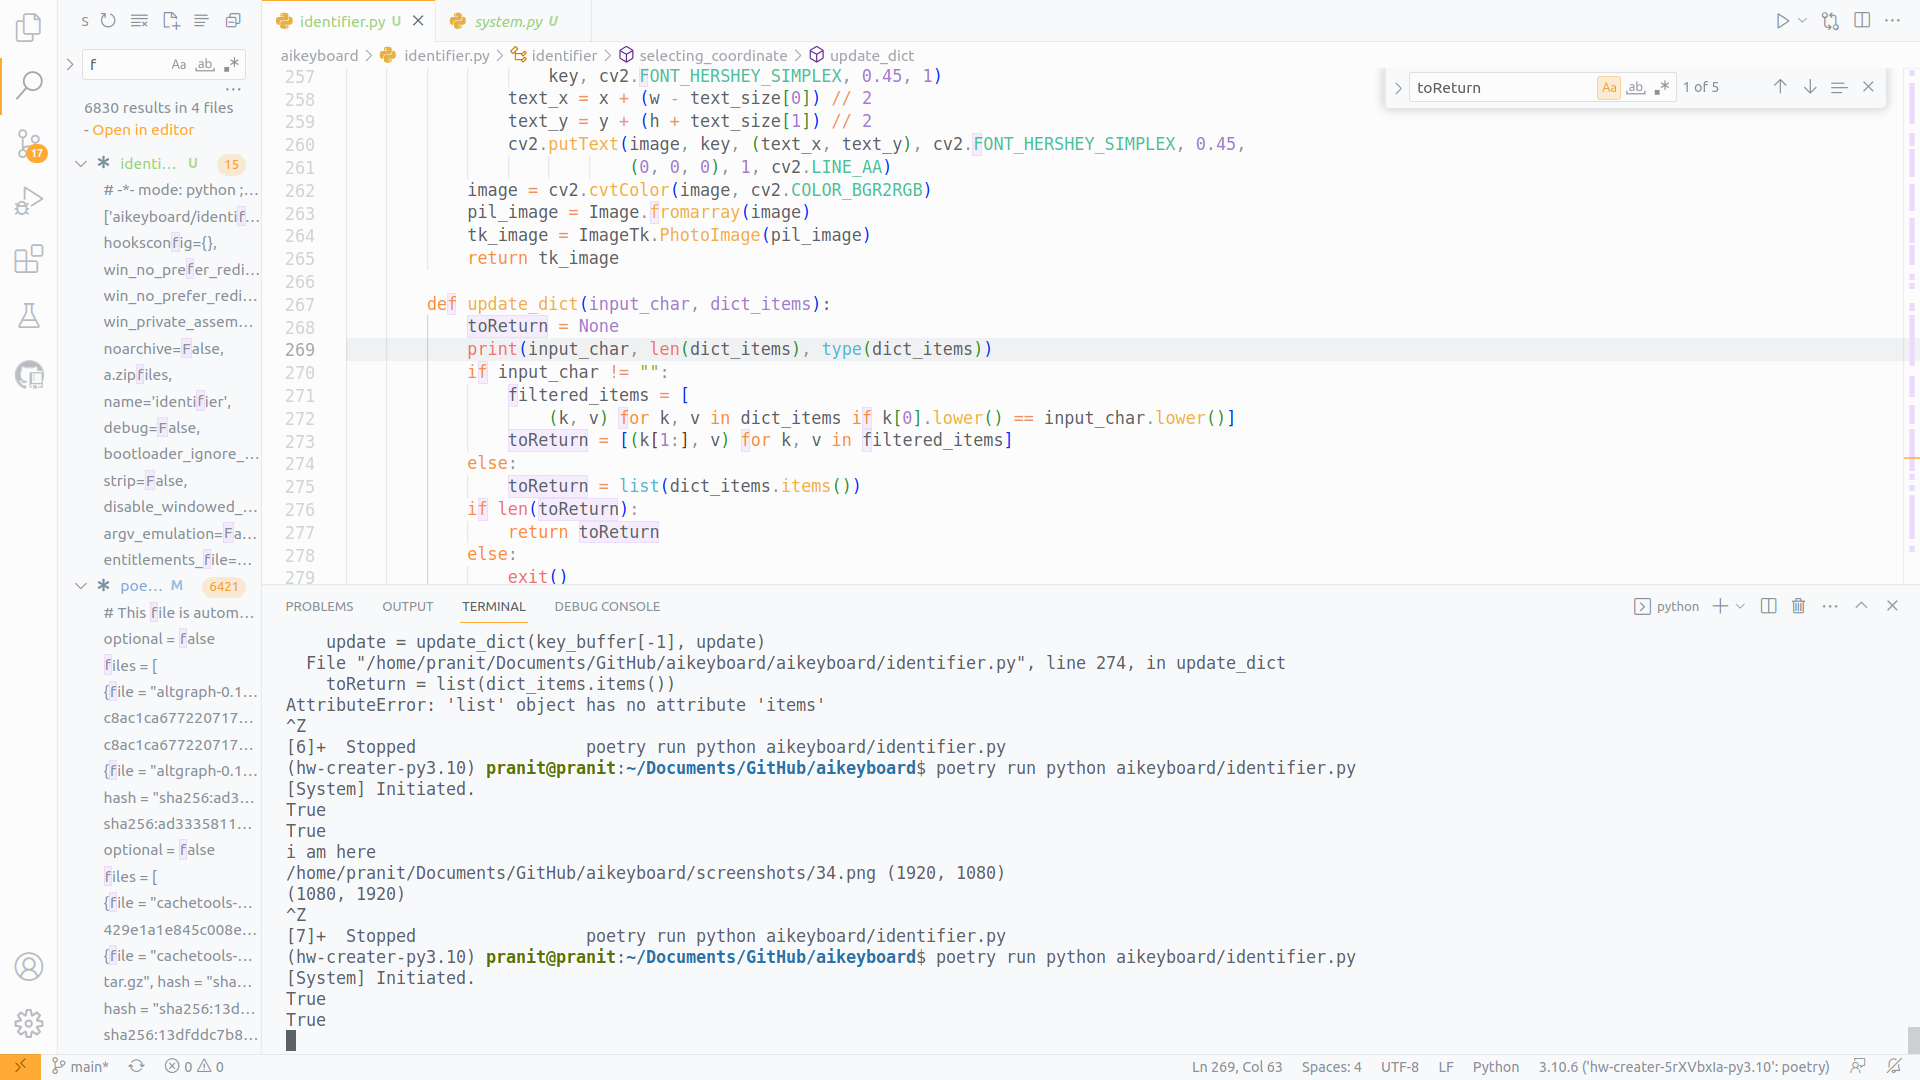 S
f
Aa
ab
.*
6830 results in 4 files
- Open in editor
identi... U 15
# -*- mode: python ;...
['aikeyboard/identif...
hooksconfig={},
win_no_prefer_redi...
win_no_prefer_redi...
win_private_assem...
noarchive=False,
a.zipfiles,
name='identifier',
debug=False,
bootloader_ignore_...
strip=False,
disable_windowed_...
argv_emulation=Fa...
entitlements_file=...
poe... M 6421
# This file is autom...
optional = false
files = [
{file = "altgraph-0.1...
c8ac1ca677220717...
c8ac1ca677220717...
{file = "altgraph-0.1...
hash = "sha256:ad3...
sha256:ad3335811...
optional = false
files = [
{file = "cachetools-...
429e1a1e845c008e...
{file = "cachetools-...
tar.gz", hash = "sha...
hash = "sha256:13d...
sha256:13dfddc7b8...
17
identifier.py U
system.py U
aikeyboard > identifier.py > identifier > selecting_coordinate > update_dict
toReturn
Aa
ab
.*
1 of 5
257 key, cv2.FONT_HERSHEY_SIMPLEX, 0.45, 1)
258 text_x = x + (w - text_size[0]) // 2
259 text_y = y + (h + text_size[1]) // 2
260 cv2.putText(image, key, (text_x, text_y), cv2.FONT_HERSHEY_SIMPLEX, 0.45,
261 (0, 0, 0), 1, cv2.LINE_AA)
262 image = cv2.cvtColor(image, cv2.COLOR_BGR2RGB)
263 pil_image = Image.fromarray(image)
264 tk_image = ImageTk.PhotoImage(pil_image)
265 return tk_image
266
267 def update_dict(input_char, dict_items):
268 toReturn = None
269 print(input_char, len(dict_items), type(dict_items))
270 if input_char != "":
271 filtered_items = [
272 (k, v) for k, v in dict_items if k[0].lower() == input_char.lower()]
273 toReturn = [(k[1:], v) for k, v in filtered_items]
274 else:
275 toReturn = list(dict_items.items())
276 if len(toReturn):
277 return toReturn
278 else:
279 exit()
PROBLEMS OUTPUT TERMINAL DEBUG CONSOLE
python
update = update_dict(key_buffer[-1], update)
File "/home/pranit/Documents/GitHub/aikeyboard/aikeyboard/identifier.py", line 274, in update_dict
toReturn = list(dict_items.items())
AttributeError: 'list' object has no attribute 'items'
^Z
[6]+  Stopped                 poetry run python aikeyboard/identifier.py
(hw-creater-py3.10) pranit@pranit:~/Documents/GitHub/aikeyboard$ poetry run python aikeyboard/identifier.py
[System] Initiated.
True
True
i am here
/home/pranit/Documents/GitHub/aikeyboard/screenshots/34.png (1920, 1080)
(1080, 1920)
^Z
[7]+  Stopped                 poetry run python aikeyboard/identifier.py
(hw-creater-py3.10) pranit@pranit:~/Documents/GitHub/aikeyboard$ poetry run python aikeyboard/identifier.py
[System] Initiated.
True
True
main* 0 0 Ln 269, Col 63 Spaces: 4 UTF-8 LF Python 3.10.6 ('hw-creater-5rXVbxIa-py3.10': poetry)